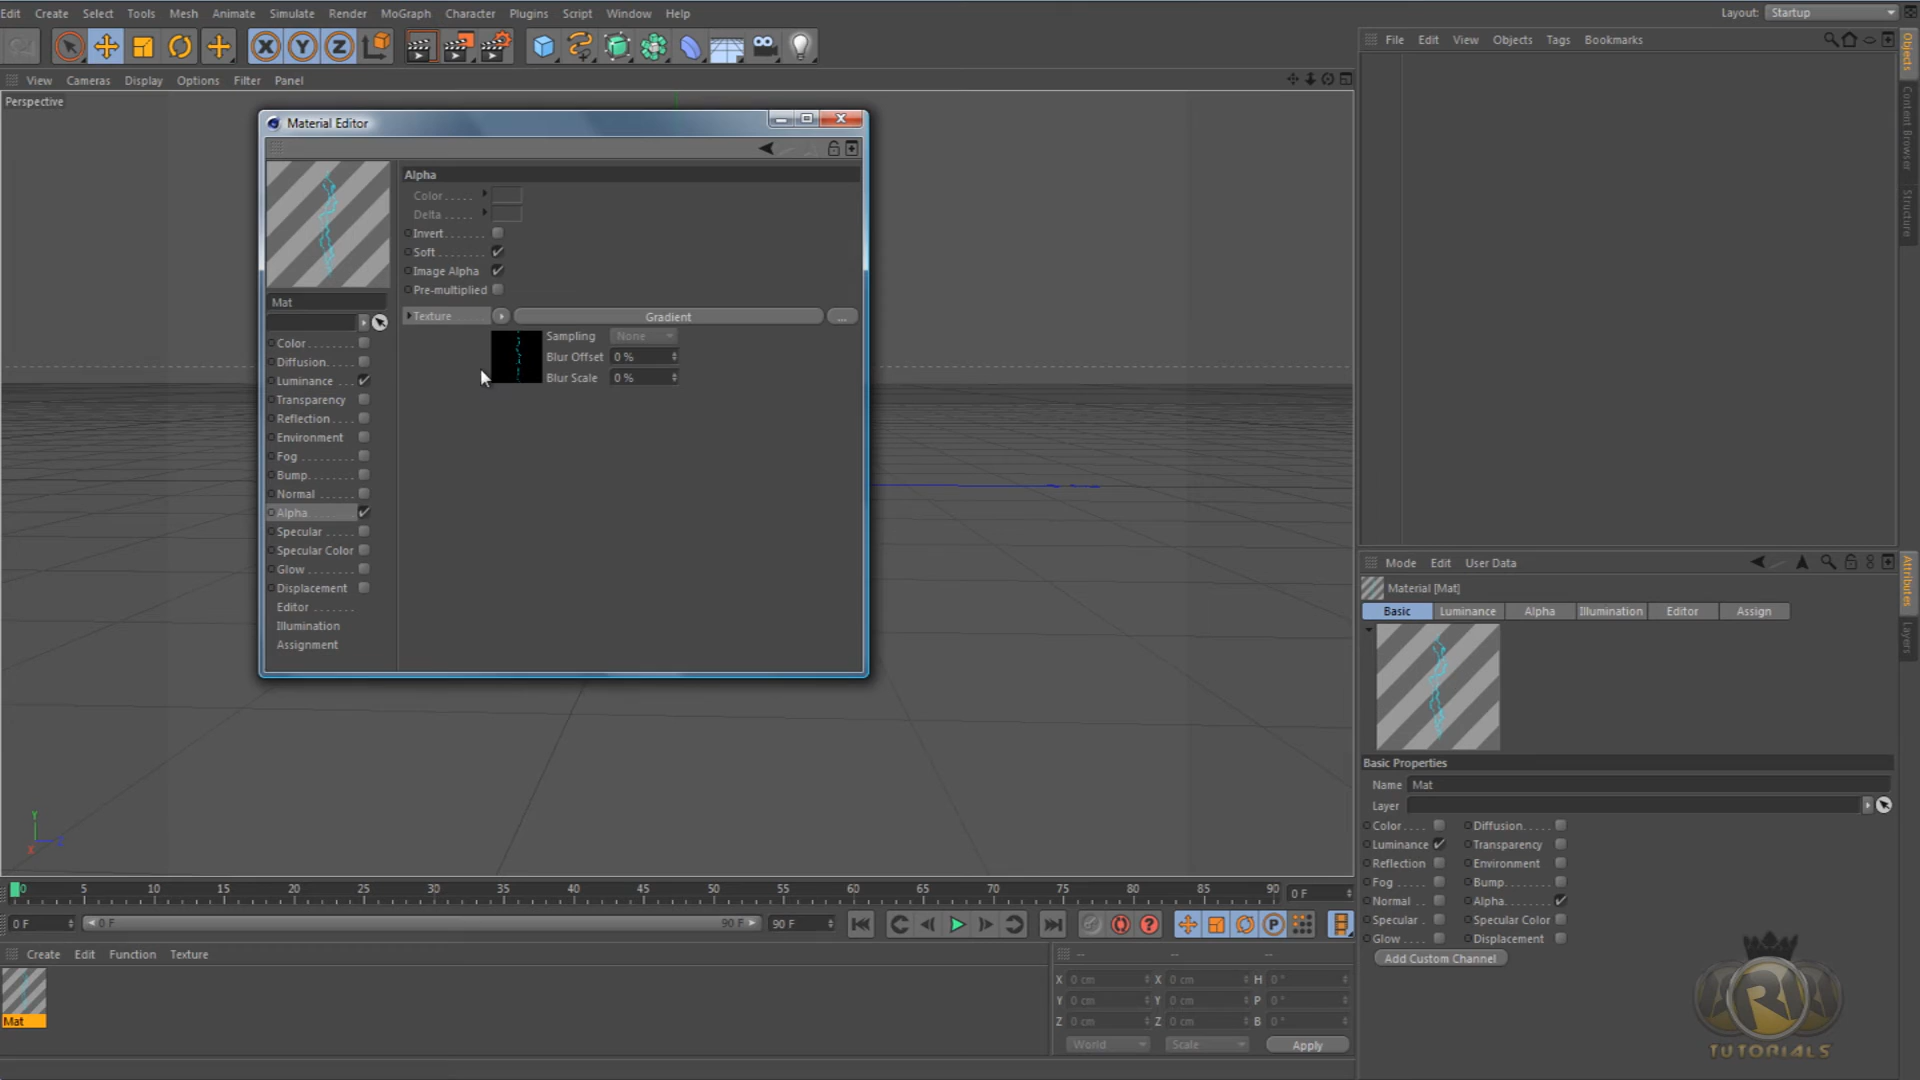 Edit Create Select Tools Mesh Animate Simulate Render MoGraph Character Plugins Script Window Help Layout: Startup
File Edit View Objects Tags Bookmarks
View Cameras Display Options Filter Panel
Perspective
Material Editor
Alpha
Color . . . . .
Delta . . . . .
Invert . . . . . . .
Soft . . . . . . . .
Image Alpha
Pre-multiplied
Texture . . . . . Gradient ...
Sampling None
Blur Offset 0 %
Blur Scale 0 %
Mat
Color . . . . . . . .
Diffusion. . . . .
Luminance . . .
Transparency
Reflection . . . .
Environment
Fog . . . . . . . . .
Bump. . . . . . . .
Normal . . . . . .
Alpha. . . . . . . .
Specular . . . . .
Specular Color
Glow . . . . . . . .
Displacement
Editor . . . . . . .
Illumination
Assignment
Objects
Content Browser
Structure
Mode Edit User Data
Material [Mat]
Basic Luminance Alpha Illumination Editor Assign
Basic Properties
Name Mat
Layer
Color . . . . Diffusion. . . . .
Luminance Transparency
Reflection Environment
Fog . . . . . Bump. . . . . . .
Normal . . Alpha. . . . . . .
Specular . Specular Color
Glow . . . . Displacement
Add Custom Channel
Attributes
Layers
Y
Z
X
0 5 10 15 20 25 30 35 40 45 50 55 60 65 70 75 80 85 90 0 F
0 F 0 F 90 F 90 F
Create Edit Function Texture
Mat
-- -- --
X 0 cm X 0 cm H 0 °
Y 0 cm Y 0 cm P 0 °
Z 0 cm Z 0 cm B 0 °
World Scale Apply
TUTORIALS